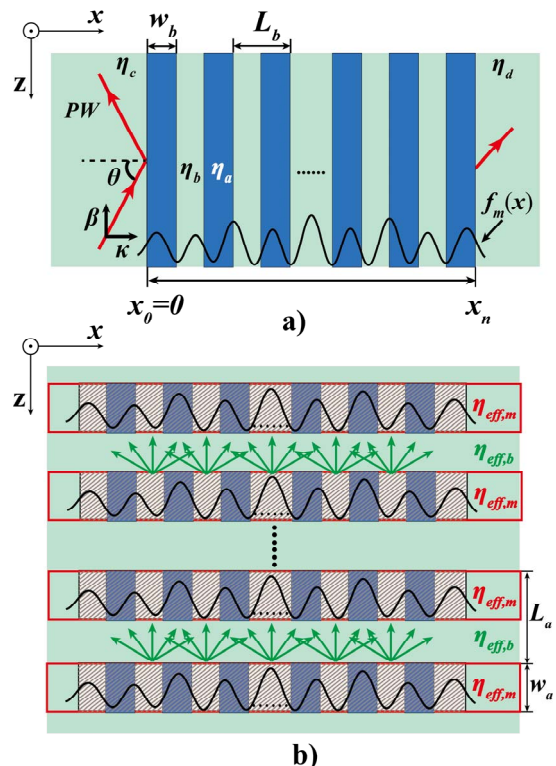 x w_b L_b
z η_c η_d
PW
θ η_b η_a ......
β κ f_m(x)
x_0=0 x_n
a)
x
z
η_eff,m
η_eff,b
η_eff,m
η_eff,m
η_eff,b L_a
η_eff,m w_a
b)